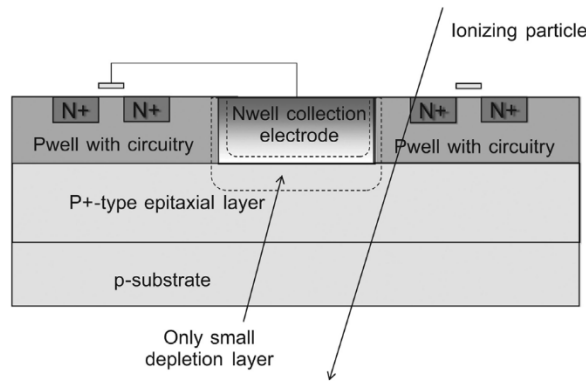 Ionizing particle
N+
N+
Nwell collection
electrode
N+
N+
Pwell with circuitry
Pwell with circuitry
P+-type epitaxial layer
p-substrate
Only small
depletion layer